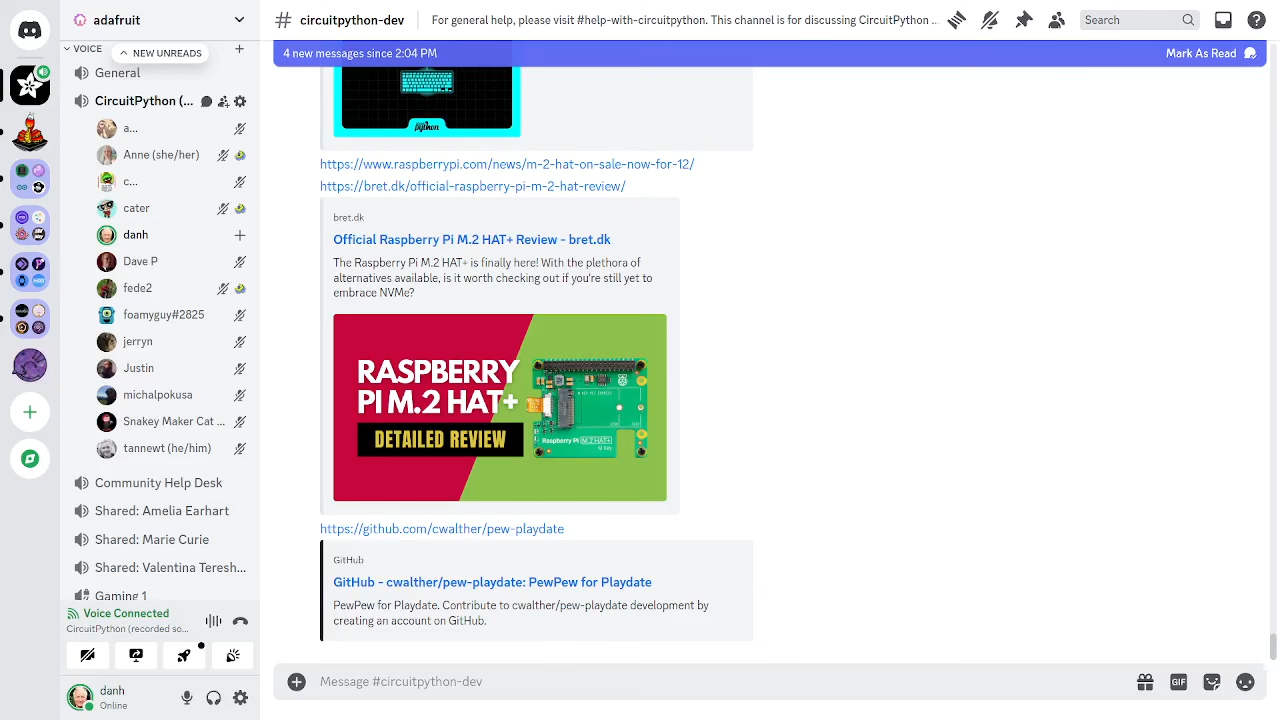 adafruit
# circuitpython-dev
For general help, please visit #help-with-circuitpython. This channel is for discussing CircuitPython ...
Search
VOICE
NEW UNREADS
General
CircuitPython (...
a...
Anne (she/her)
c...
cater
danh
Dave P
fede2
foamyguy#2825
jerryn
Justin
michalpokusa
Snakey Maker Cat ...
tannewt (he/him)
Community Help Desk
Shared: Amelia Earhart
Shared: Marie Curie
Shared: Valentina Teresh...
Gaming 1
Voice Connected
CircuitPython (recorded so...
danh
Online
4 new messages since 2:04 PM
Mark As Read
python
https://www.raspberrypi.com/news/m-2-hat-on-sale-now-for-12/
https://bret.dk/official-raspberry-pi-m-2-hat-review/
bret.dk
Official Raspberry Pi M.2 HAT+ Review - bret.dk
The Raspberry Pi M.2 HAT+ is finally here! With the plethora of
alternatives available, is it worth checking out if you're still yet to
embrace NVMe?
RASPBERRY
PI M.2 HAT+
DETAILED REVIEW
Raspberry Pi M.2 HAT+
M Key
https://github.com/cwalther/pew-playdate
GitHub
GitHub - cwalther/pew-playdate: PewPew for Playdate
PewPew for Playdate. Contribute to cwalther/pew-playdate development by
creating an account on GitHub.
Message #circuitpython-dev
GIF